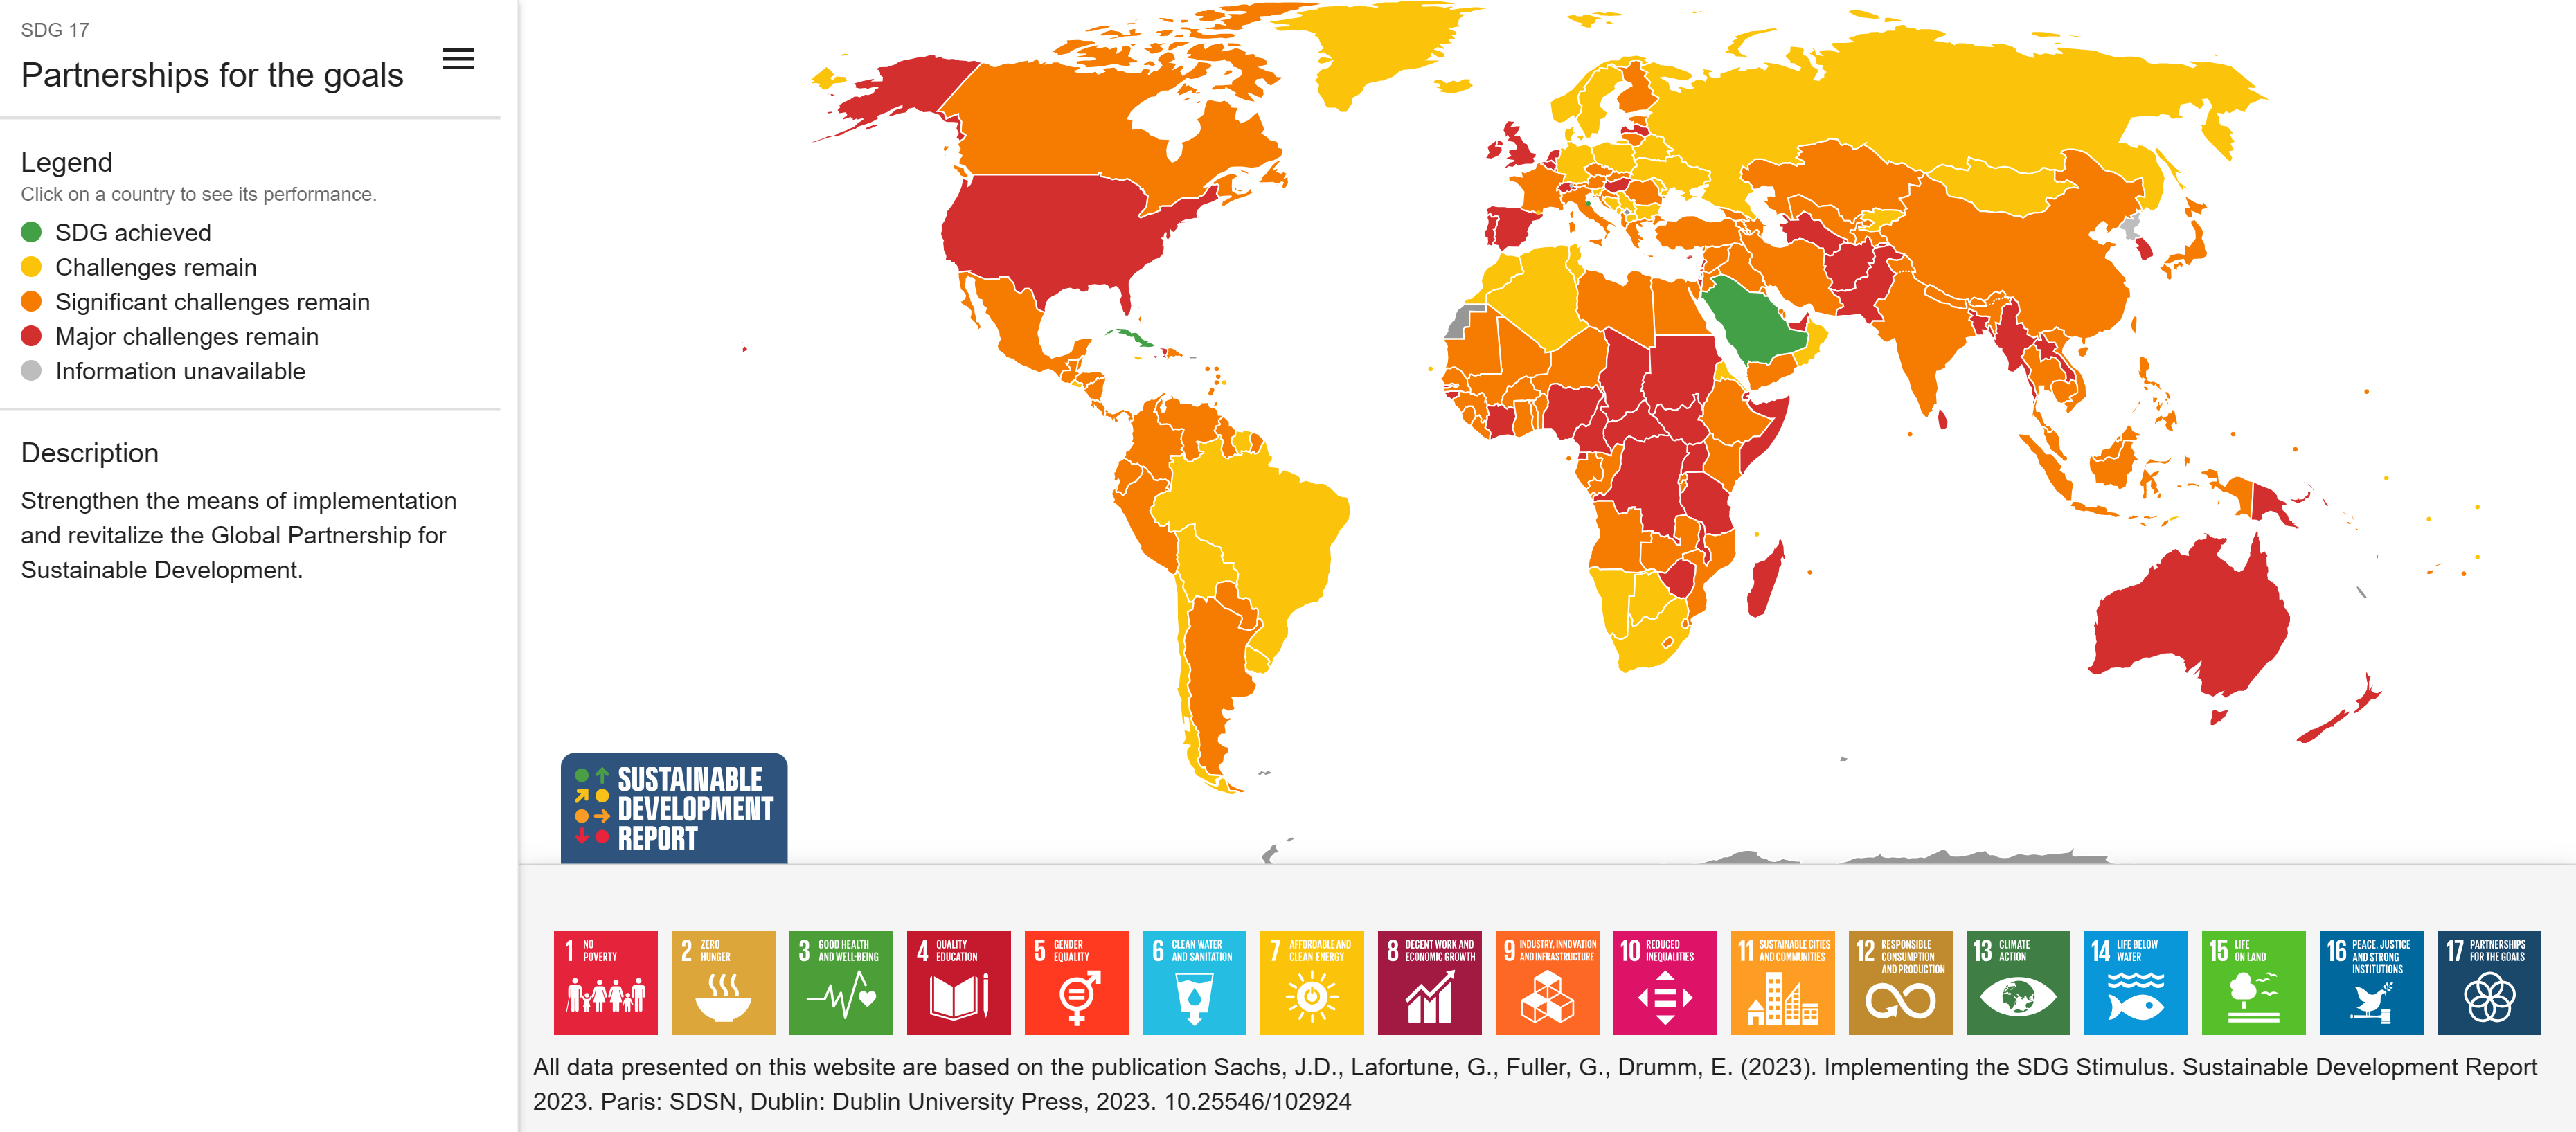 SDG 17
Partnerships for the goals
Legend
Click on a country to see its performance.
SDG achieved
Challenges remain
Significant challenges remain
Major challenges remain
Information unavailable
Description
Strengthen the means of implementation
and revitalize the Global Partnership for
Sustainable Development.
SUSTAINABLE
DEVELOPMENT
REPORT
1 NO
POVERTY
2 ZERO
HUNGER
3 GOOD HEALTH
AND WELL-BEING
4 QUALITY
EDUCATION
5 GENDER
EQUALITY
6 CLEAN WATER
AND SANITATION
7 AFFORDABLE AND
CLEAN ENERGY
8 DECENT WORK AND
ECONOMIC GROWTH
9 INDUSTRY, INNOVATION
AND INFRASTRUCTURE
10 REDUCED
INEQUALITIES
11 SUSTAINABLE CITIES
AND COMMUNITIES
12 RESPONSIBLE
CONSUMPTION
AND PRODUCTION
13 CLIMATE
ACTION
14 LIFE BELOW
WATER
15 LIFE
ON LAND
16 PEACE, JUSTICE
AND STRONG
INSTITUTIONS
17 PARTNERSHIPS
FOR THE GOALS
All data presented on this website are based on the publication Sachs, J.D., Lafortune, G., Fuller, G., Drumm, E. (2023). Implementing the SDG Stimulus. Sustainable Development Report
2023. Paris: SDSN, Dublin: Dublin University Press, 2023. 10.25546/102924